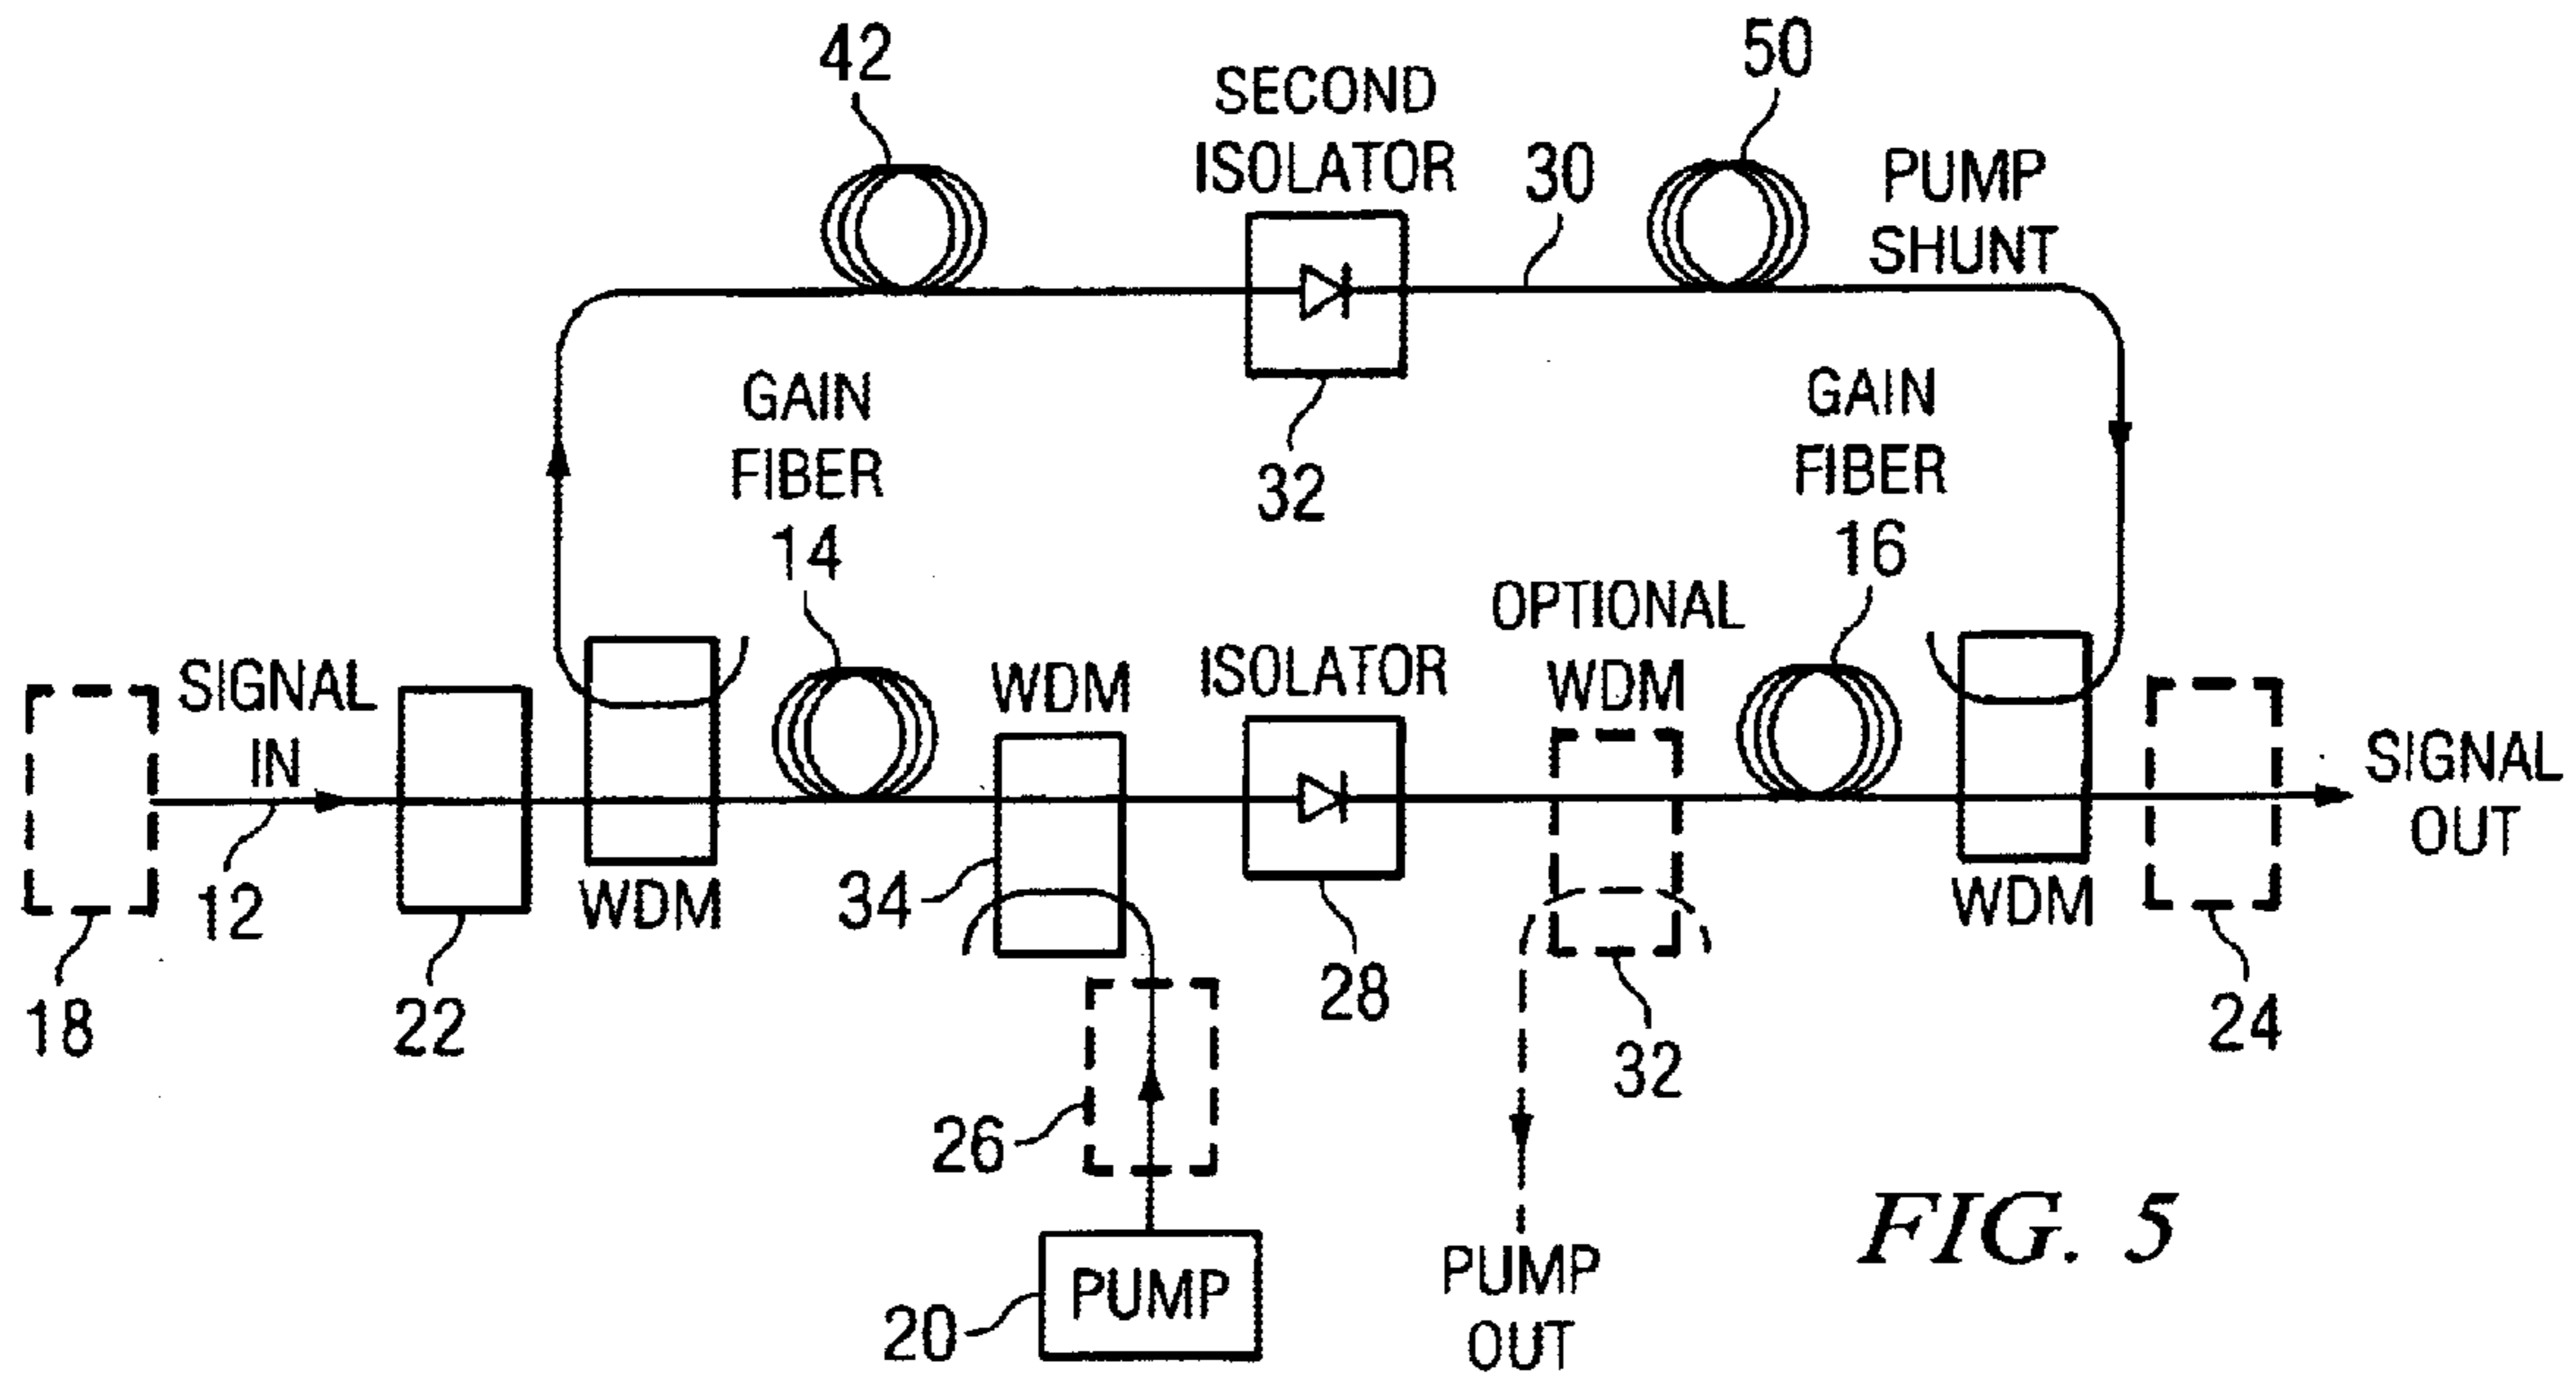 42
50
SECOND
ISOLATOR
30
PUMP
SHUNT
32
GAIN
FIBER
14
GAIN
FIBER
16
OPTIONAL
WDM
SIGNAL
IN
WDM
ISOLATOR
SIGNAL
OUT
12
WDM
34
WDM
18
22
28
32
24
26
20
PUMP
PUMP
OUT
FIG. 5